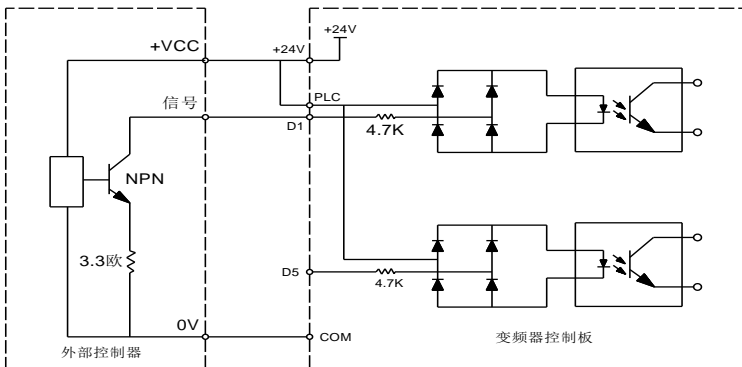 +24V
+VCC
+24V
信号
PLC
D1
4.7K
NPN
3.3欧
D5
4.7K
0V
COM
外部控制器
变频器控制板